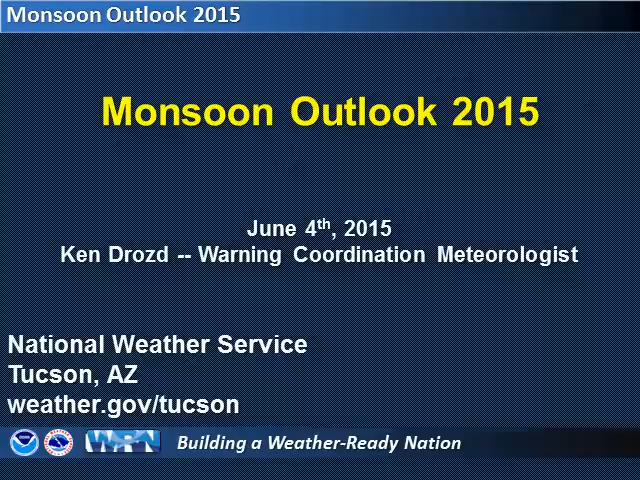 Monsoon Outlook 2015
Monsoon Outlook 2015
June 4th, 2015
Ken Drozd -- Warning Coordination Meteorologist
National Weather Service
Tucson, AZ
weather.gov/tucson
Building a Weather-Ready Nation